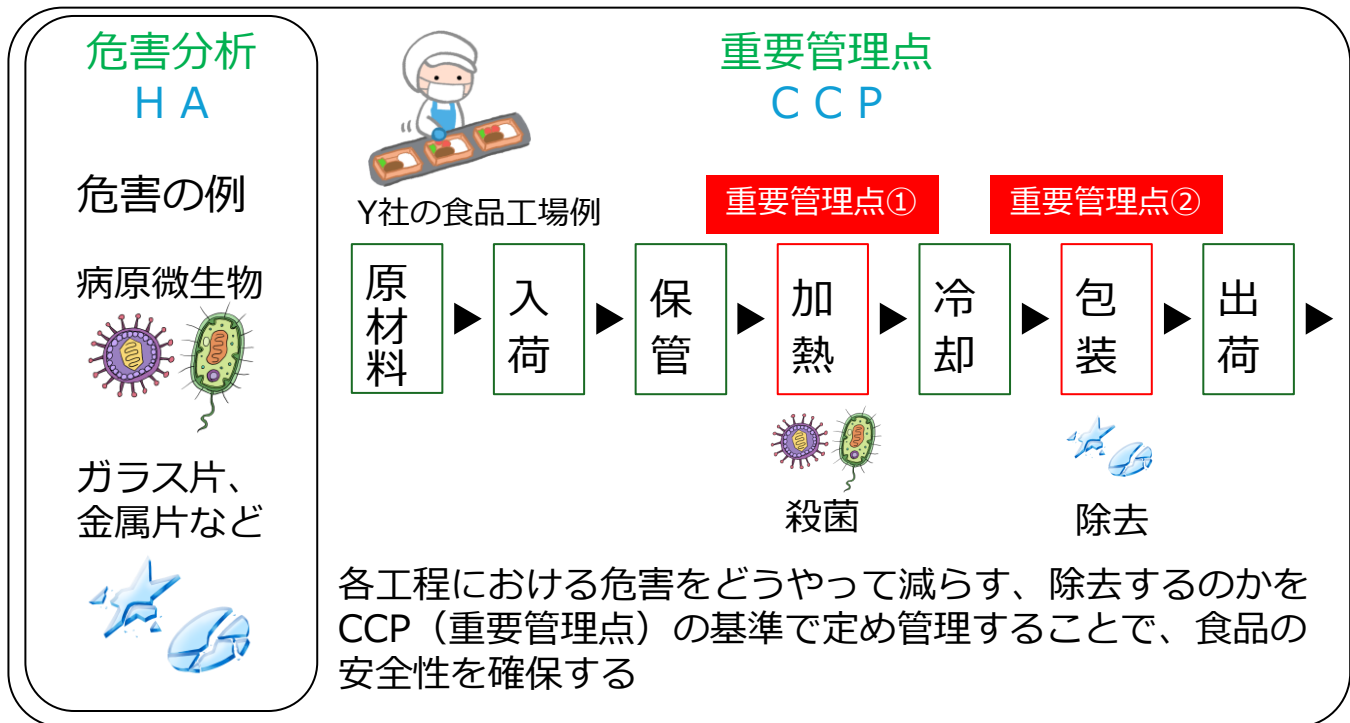 危害分析
ＨＡ
危害の例
病原微生物
ガラス片、
金属片など
重要管理点
ＣＣＰ
Y社の食品工場例
重要管理点①
重要管理点②
原材料
入荷
保管
加熱
冷却
包装
出荷
殺菌
除去
各工程における危害をどうやって減らす、除去するのかを
CCP（重要管理点）の基準で定め管理することで、食品の
安全性を確保する